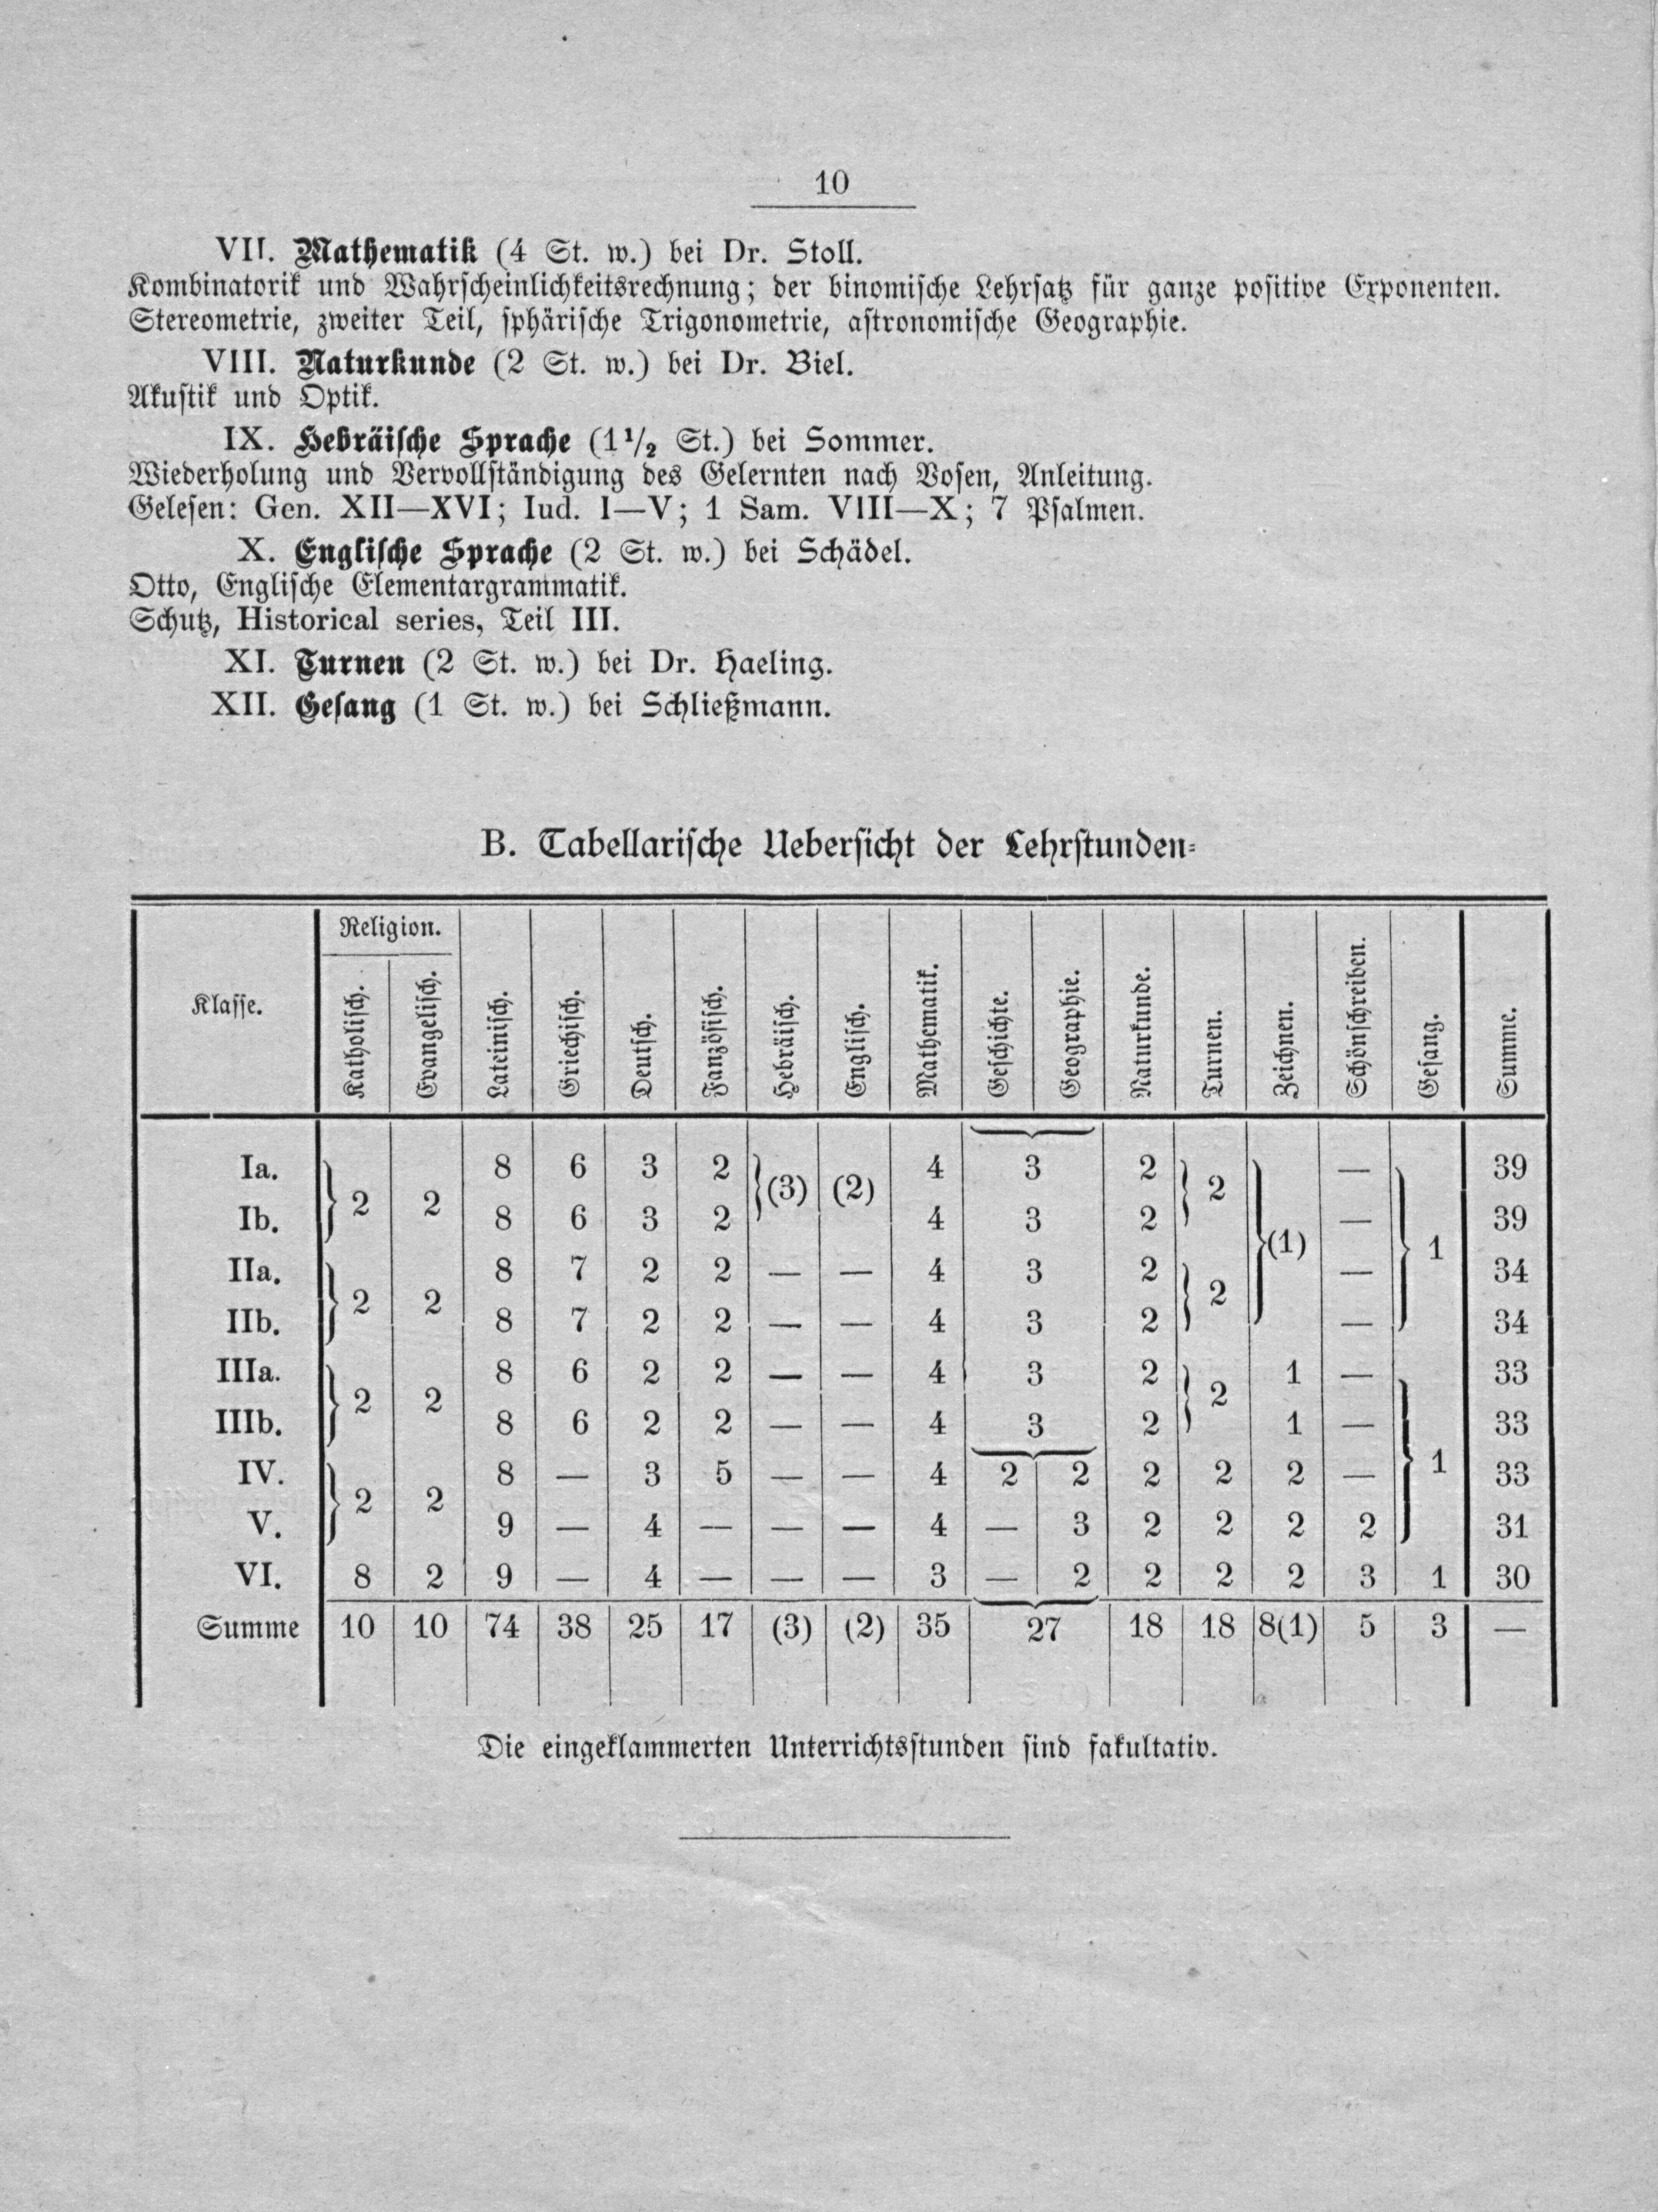 10
VII. Mathematik (4 St. w.) bei Dr. Stoll.
Kombinatorik und Wahrscheinlichkeitsrechnung; der binomische Lehrsatz für ganze positive Exponenten.
Stereometrie, zweiter Teil, sphärische Trigonometrie, astronomische Geographie.
VIII. Naturkunde (2 St. w.) bei Dr. Biel.
Akustik und Optik.
IX. Hebräische Sprache (1 1/2 St.) bei Sommer.
Wiederholung und Vervollständigung des Gelernten nach Vosen, Anleitung.
Gelesen: Gen. XII—XVI; Iud. I—V; 1 Sam. VIII—X; 7 Psalmen.
X. Englische Sprache (2 St. w.) bei Schädel.
Otto, Englische Elementargrammatik.
Schutz, Historical series, Teil III.
XI. Turnen (2 St. w.) bei Dr. Haeling.
XII. Gesang (1 St. w.) bei Schließmann.
B. Tabellarische Uebersicht der Lehrstunden-
Klasse. Religion. Katholisch. Evangelisch. Lateinisch. Griechisch. Deutsch. Fanzösisch. Hebräisch. Englisch. Mathematik. Geschichte. Geographie. Naturkunde. Turnen. Zeichnen. Schönschreiben. Gesang. Summe.
Ia. 2 2 8 6 3 2 (3) (2) 4 3 2 2 (1) — 1 39
Ib. 8 6 3 2 4 3 2 — 39
IIa. 2 2 8 7 2 2 — — 4 3 2 2 — 34
IIb. 8 7 2 2 — — 4 3 2 — 34
IIIa. 2 2 8 6 2 2 — — 4 3 2 2 1 — 1 33
IIIb. 8 6 2 2 — — 4 3 2 1 — 33
IV. 2 2 8 — 3 5 — — 4 2 2 2 2 2 — 33
V. 9 — 4 — — — 4 — 3 2 2 2 2 31
VI. 8 2 9 — 4 — — — 3 — 2 2 2 2 3 1 30
Summe 10 10 74 38 25 17 (3) (2) 35 27 18 18 8(1) 5 3 —
Die eingeklammerten Unterrichtsstunden sind fakultativ.